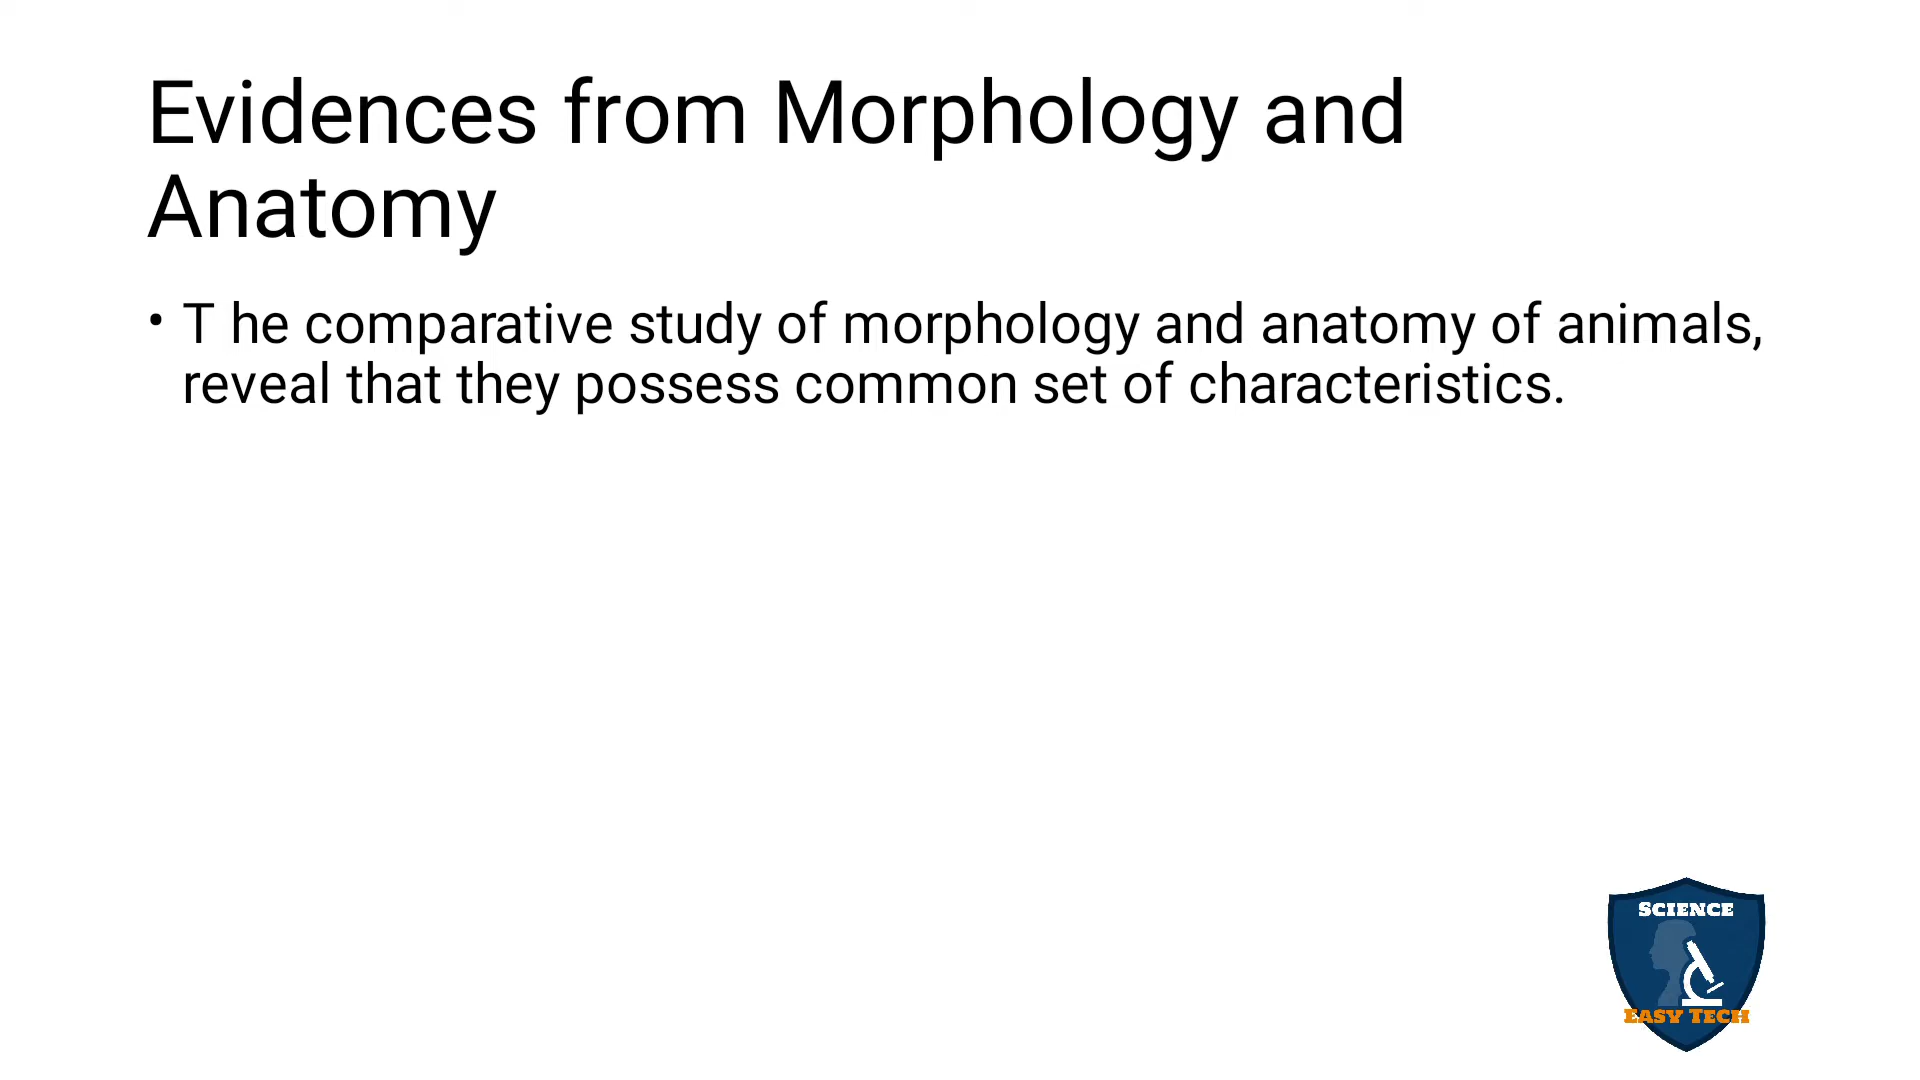 Evidences from Morphology and
Anatomy
• T he comparative study of morphology and anatomy of animals,
reveal that they possess common set of characteristics.
SCIENCE
EASY TECH